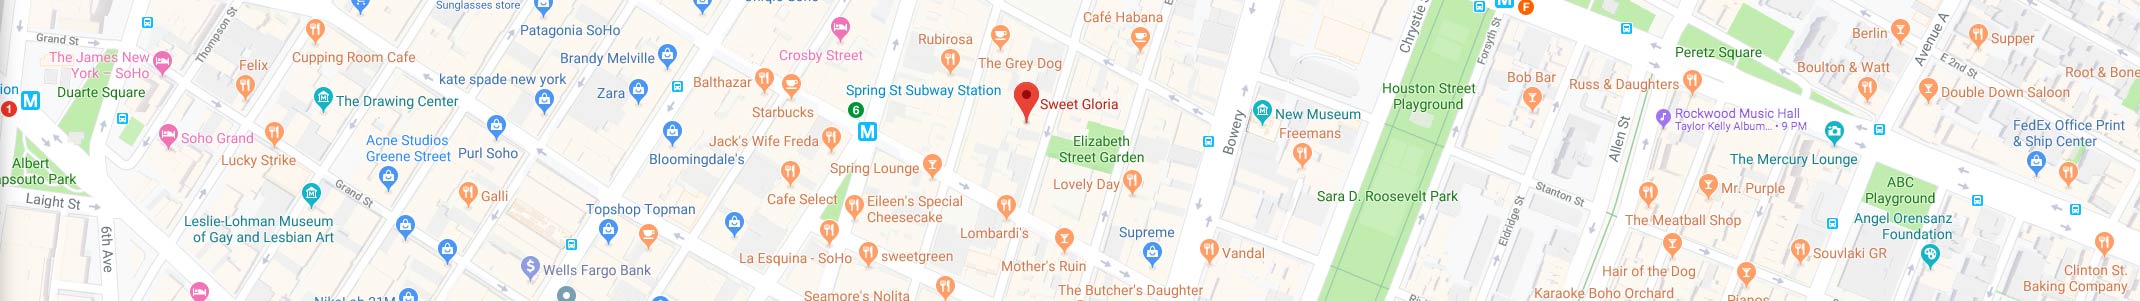 Sunglasses store
Café Habana
Grand St
Thompson St
The James New
York – SoHo
Felix
Cupping Room Cafe
Patagonia SoHo
Brandy Melville
Crosby Street
Rubirosa
The Grey Dog
kate spade new york
Zara
Balthazar
Starbucks
Spring St Subway Station
6
M
Sweet Gloria
Chrystie
Forsyth St
M
F
Berlin
Avenue A
Supper
Peretz Square
E 2nd St
Bob Bar
Russ & Daughters
Boulton & Watt
Root & Bone
Double Down Saloon
1
M
Duarte Square
The Drawing Center
Houston Street
Playground
New Museum
Freemans
Bowery
Rockwood Music Hall
Taylor Kelly Album... • 9 PM
FedEx Office Print
& Ship Center
Soho Grand
Lucky Strike
Acne Studios
Greene Street
Purl Soho
Bloomingdale's
Jack's Wife Freda
Spring Lounge
Elizabeth
Street Garden
Lovely Day
Allen St
The Mercury Lounge
Albert
psouto Park
Laight St
Grand St
Galli
Cafe Select
Eileen's Special
Cheesecake
Lombardi's
Sara D. Roosevelt Park
Stanton St
Eldridge St
Mr. Purple
ABC
Playground
Leslie-Lohman Museum
of Gay and Lesbian Art
Topshop Topman
The Meatball Shop
Angel Orensanz
Foundation
6th Ave
La Esquina - SoHo
sweetgreen
Mother's Ruin
Supreme
Vandal
Souvlaki GR
Wells Fargo Bank
Hair of the Dog
Clinton St.
Baking Company
Seamore's Nolita
The Butcher's Daughter
Karaoke Boho Orchard